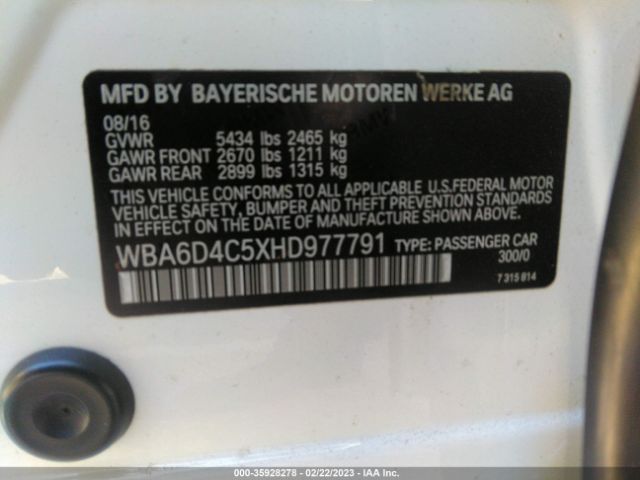 MFD BY BAYERISCHE MOTOREN WERKE AG
08/16
GVWR 5434 lbs 2465 kg
GAWR FRONT 2670 lbs 1211 kg
GAWR REAR 2899 lbs 1315 kg
THIS VEHICLE CONFORMS TO ALL APPLICABLE U.S.FEDERAL MOTOR
VEHICLE SAFETY, BUMPER AND THEFT PREVENTION STANDARDS
IN EFFECT ON THE DATE OF MANUFACTURE SHOWN ABOVE.
WBA6D4C5XHD977791 TYPE: PASSENGER CAR
300/0
7 315 814
000-35928278 - 02/22/2023 - IAA Inc.